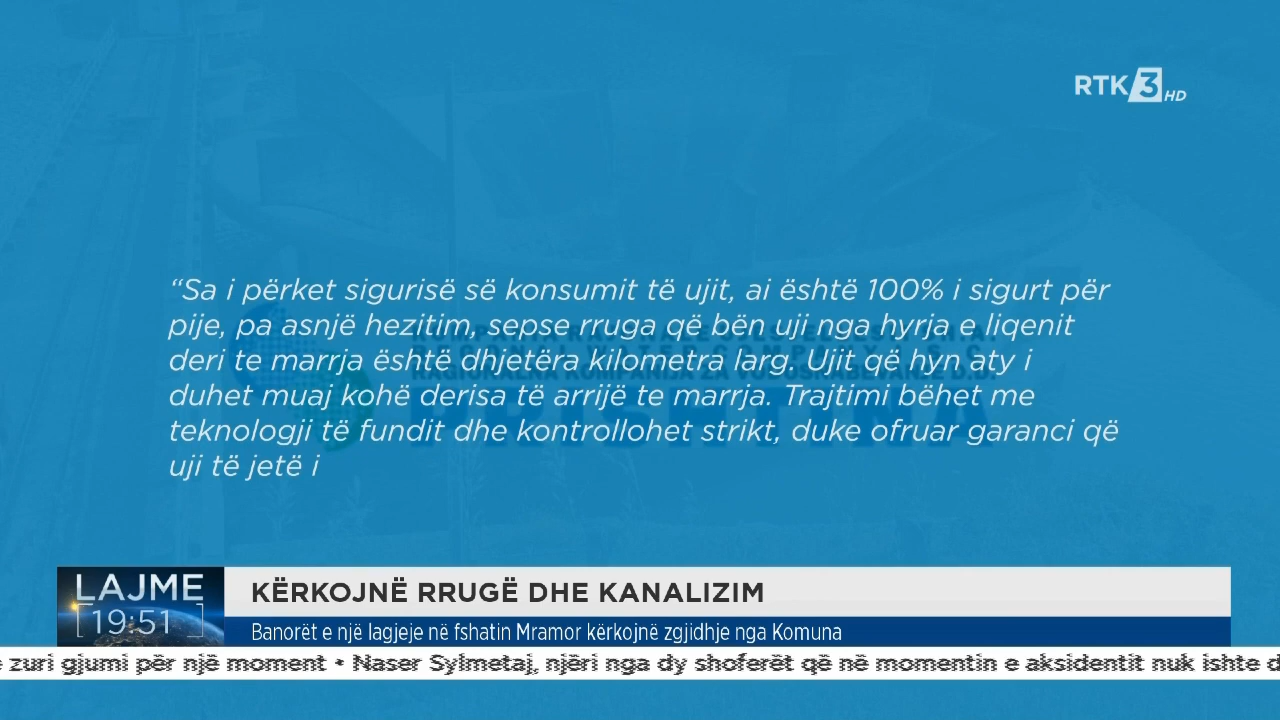 RTK 3 HD
“Sa i përket sigurisë së konsumit të ujit, ai është 100% i sigurt për
pije, pa asnjë hezitim, sepse rruga që bën uji nga hyrja e liqenit
deri te marrja është dhjetëra kilometra larg. Ujit që hyn aty i
duhet muaj kohë derisa të arrijë te marrja. Trajtimi bëhet me
teknologji të fundit dhe kontrollohet strikt, duke ofruar garanci që
uji të jetë i
PRISHTINA
LAJME
19:51
KËRKOJNË RRUGË DHE KANALIZIM
Banorët e një lagjeje në fshatin Mramor kërkojnë zgjidhje nga Komuna
zuri gjumi për një moment • Naser Sylmetaj, njëri nga dy shoferët që në momentin e aksidentit nuk ishte